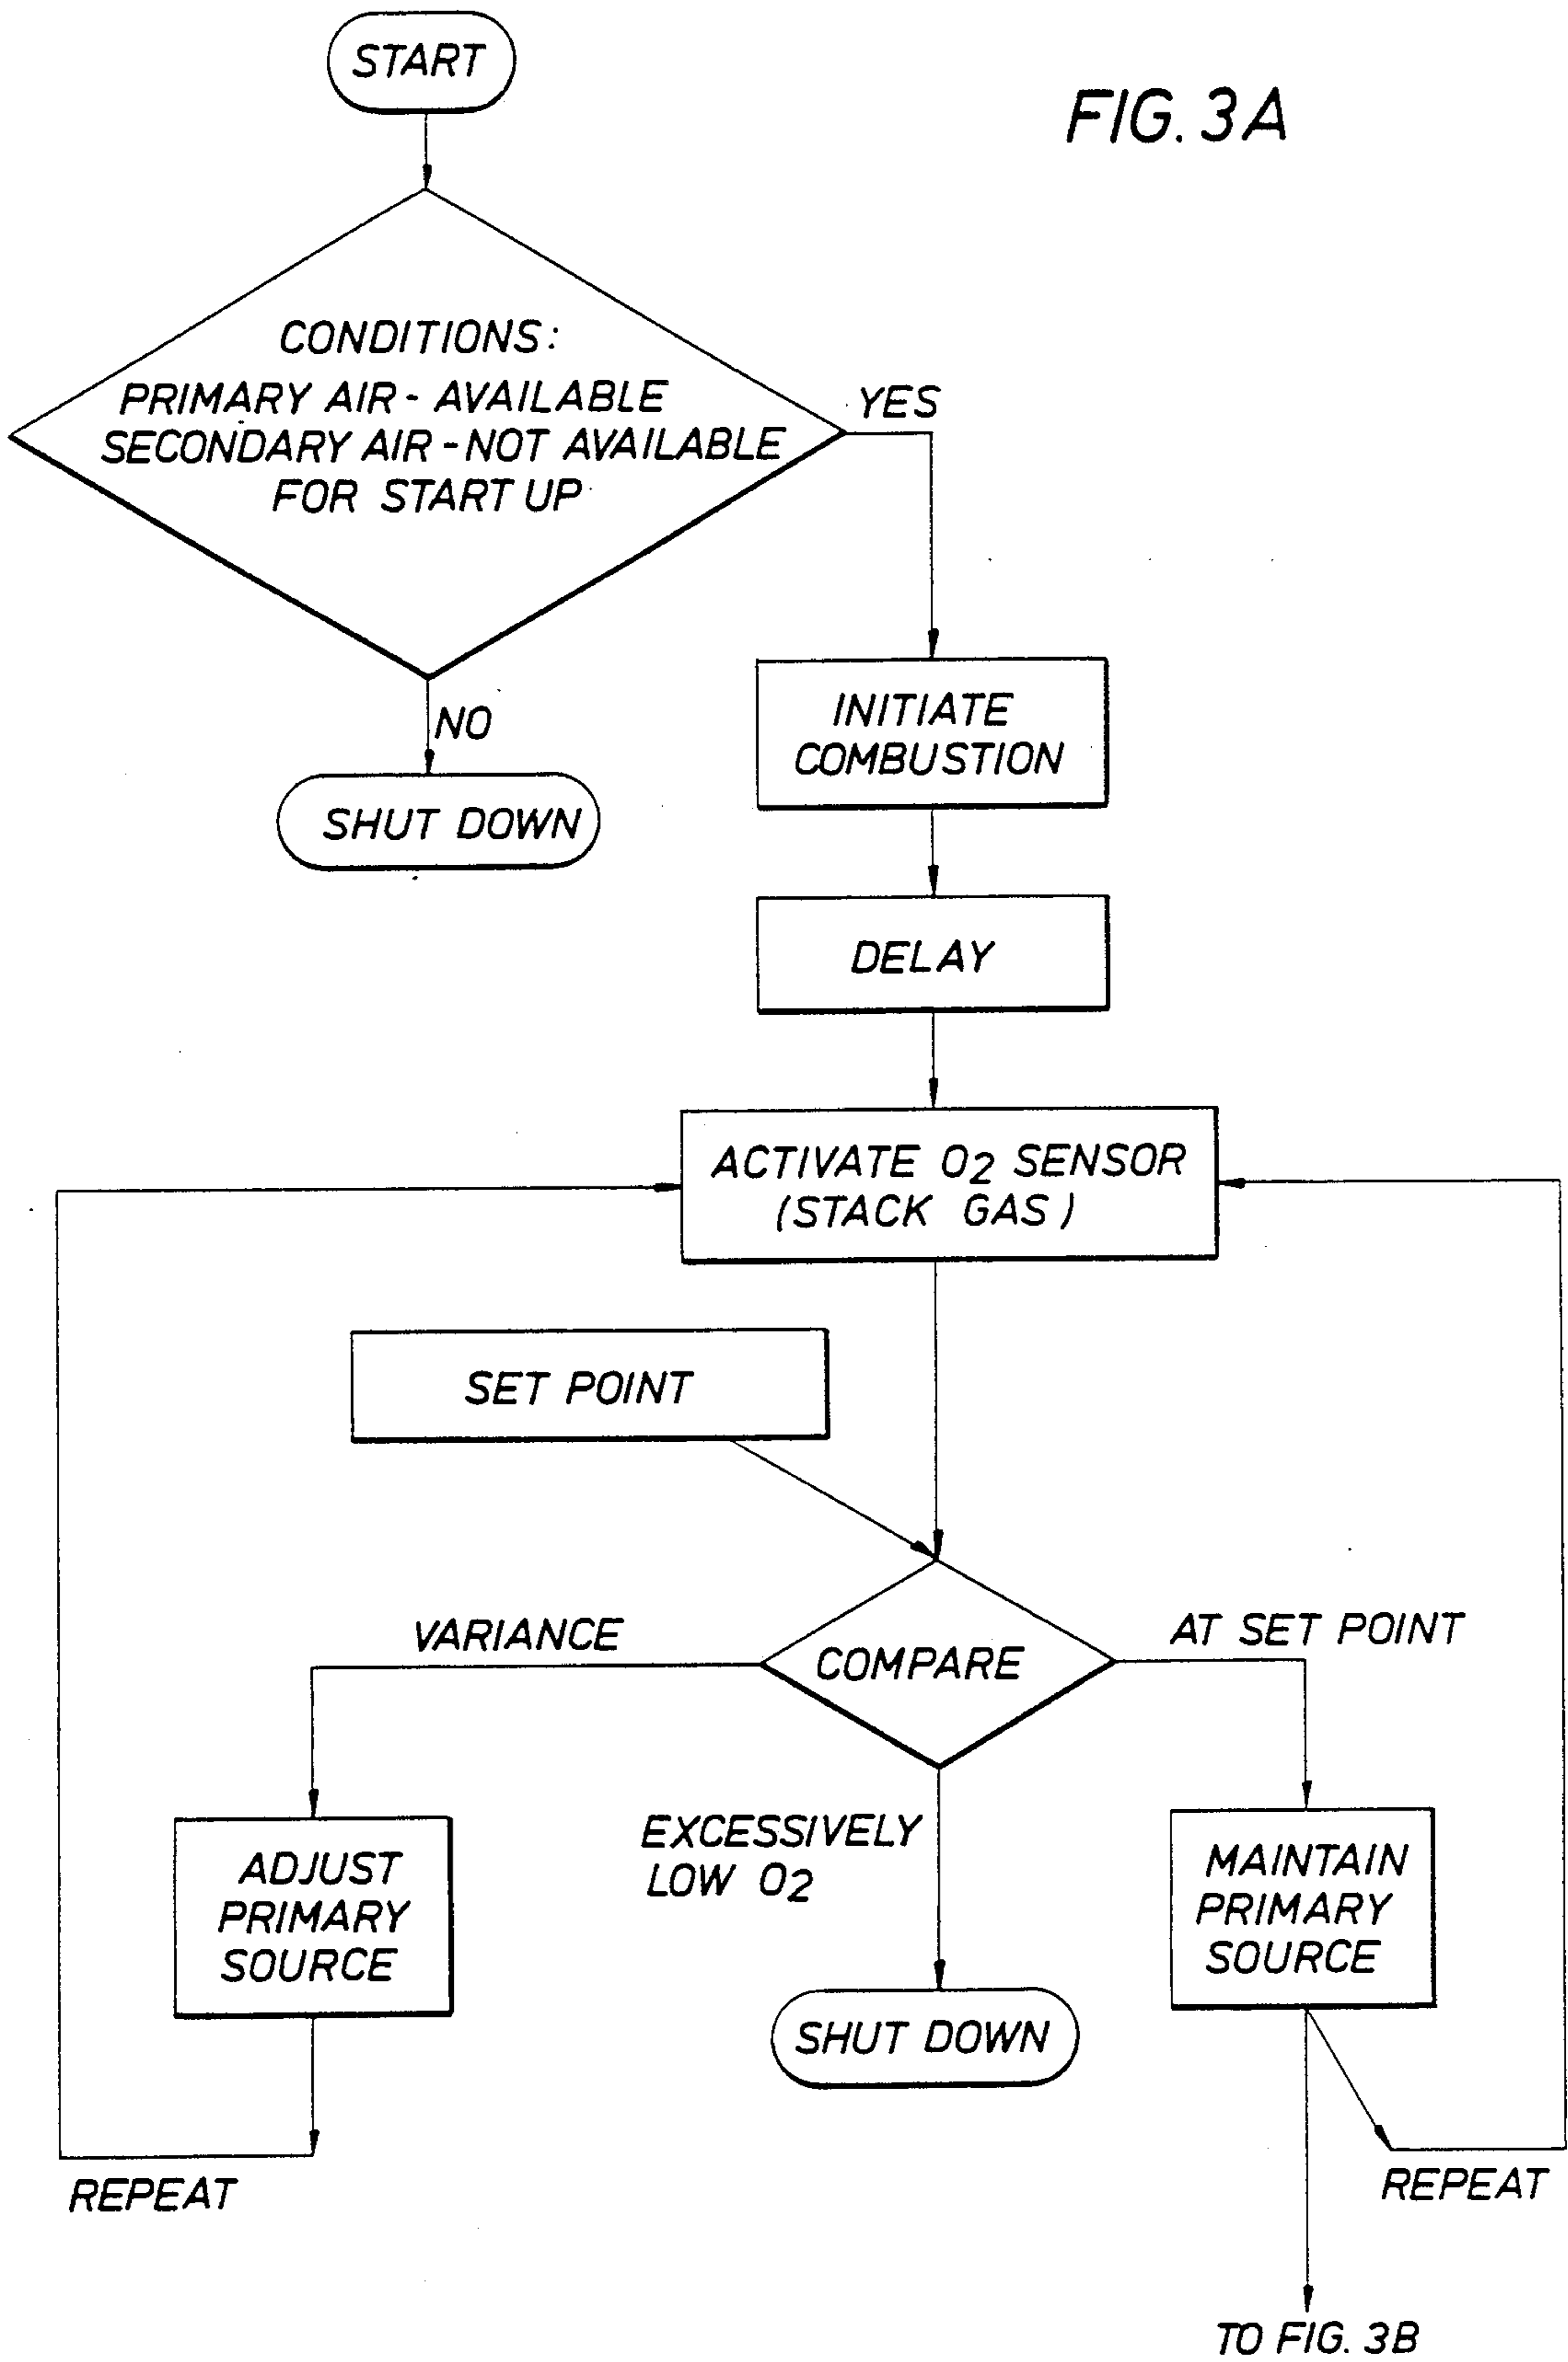 START
FIG. 3A
CONDITIONS:
PRIMARY AIR - AVAILABLE
SECONDARY AIR - NOT AVAILABLE
FOR START UP
YES
NO
SHUT DOWN
INITIATE
COMBUSTION
DELAY
ACTIVATE O2 SENSOR
(STACK GAS)
SET POINT
COMPARE
VARIANCE
AT SET POINT
EXCESSIVELY
LOW O2
ADJUST
PRIMARY
SOURCE
SHUT DOWN
MAINTAIN
PRIMARY
SOURCE
REPEAT
REPEAT
TO FIG. 3B